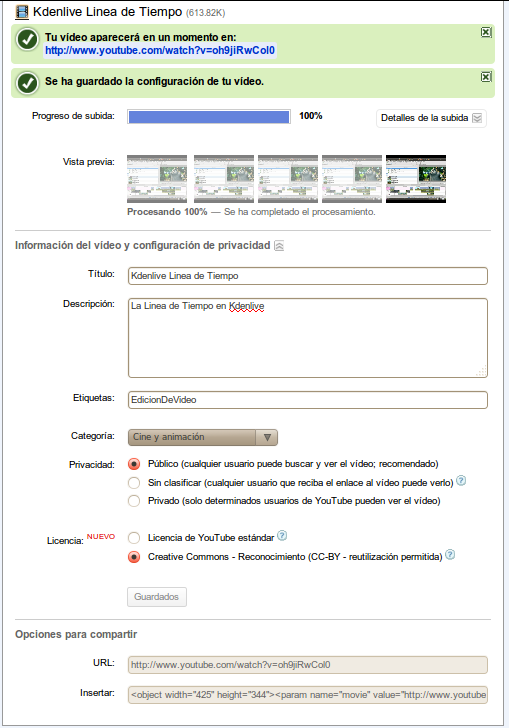 Kdenlive Linea de Tiempo (613.82K)
Tu vídeo aparecerá en un momento en:
http://www.youtube.com/watch?v=oh9jiRwCol0
Se ha guardado la configuración de tu vídeo.
Progreso de subida: 100% Detalles de la subida
Vista previa:
Procesando 100% — Se ha completado el procesamiento.
Información del vídeo y configuración de privacidad
Título: Kdenlive Linea de Tiempo
Descripción: La Linea de Tiempo en Kdenlive
Etiquetas: EdicionDeVideo
Categoría: Cine y animación
Privacidad: Público (cualquier usuario puede buscar y ver el vídeo; recomendado)
Sin clasificar (cualquier usuario que reciba el enlace al vídeo puede verlo) ?
Privado (solo determinados usuarios de YouTube pueden ver el vídeo)
Licencia: NUEVO Licencia de YouTube estándar ?
Creative Commons - Reconocimiento (CC-BY - reutilización permitida) ?
Guardados
Opciones para compartir
URL: http://www.youtube.com/watch?v=oh9jiRwCol0
Insertar: <object width="425" height="344"><param name="movie" value="http://www.youtube